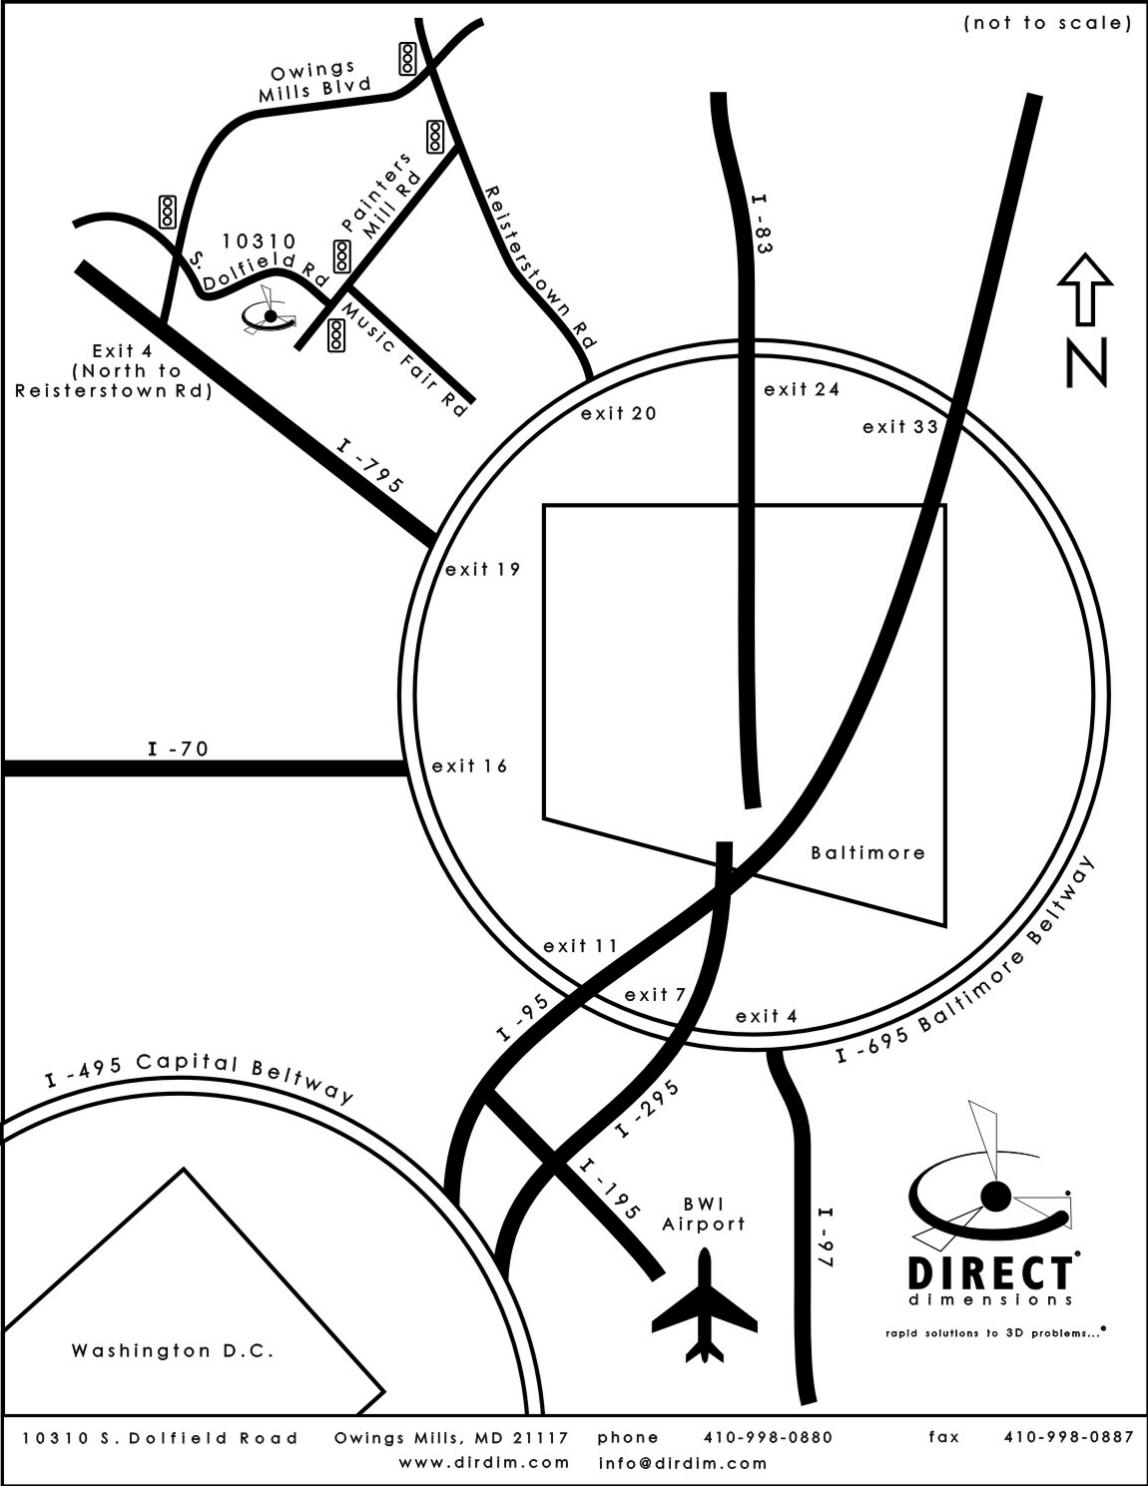 (not to scale)
Owings
Mills Blvd
Painters
Mill Rd
Reisterstown Rd
I -83
10310
S. Dolfield Rd
Music Fair Rd
N
Exit 4
(North to
Reisterstown Rd)
I -795
exit 20
exit 24
exit 33
exit 19
I -70
exit 16
Baltimore
exit 11
exit 7
exit 4
I -95
I -695 Baltimore Beltway
I -495 Capital Beltway
I -295
I -195
BWI
Airport
I -97
DIRECT
dimensions
rapid solutions to 3D problems...
Washington D.C.
10310 S. Dolfield Road Owings Mills, MD 21117 phone 410-998-0880 fax 410-998-0887
www.dirdim.com info@dirdim.com